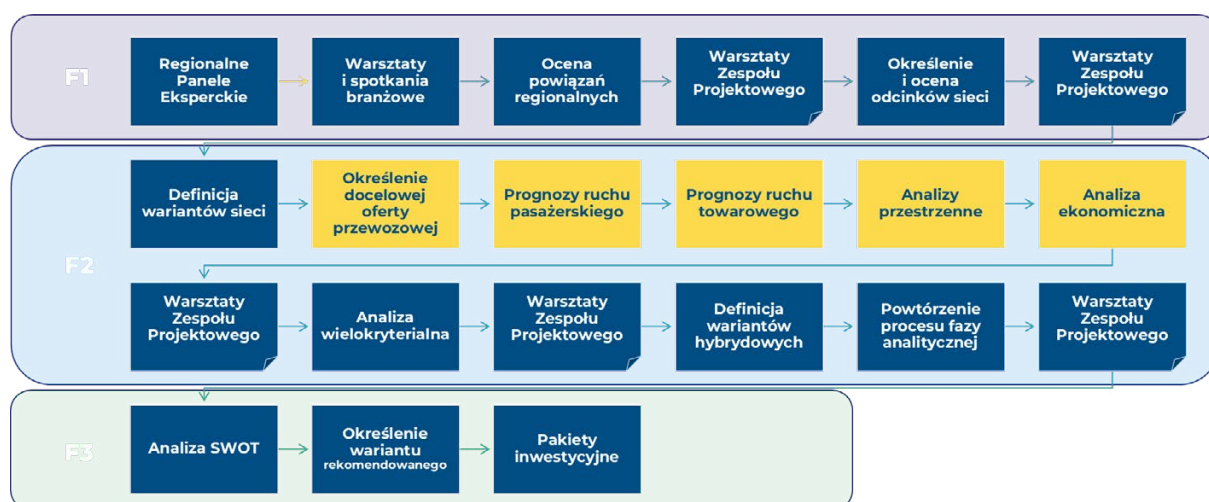 F1
Regionalne
Panele
Eksperckie
Warsztaty
i spotkania
branżowe
Ocena
powiązań
regionalnych
Warsztaty
Zespołu
Projektowego
Określenie
i ocena
odcinków sieci
Warsztaty
Zespołu
Projektowego
F2
Definicja
wariantów sieci
Określenie
docelowej
oferty
przewozowej
Prognozy ruchu
pasażerskiego
Prognozy ruchu
towarowego
Analizy
przestrzenne
Analiza
ekonomiczna
Warsztaty
Zespołu
Projektowego
Analiza
wielokryterialna
Warsztaty
Zespołu
Projektowego
Definicja
wariantów
hybrydowych
Powtórzenie
procesu fazy
analitycznej
Warsztaty
Zespołu
Projektowego
F3
Analiza SWOT
Określenie
wariantu
rekomendowanego
Pakiety
inwestycyjne